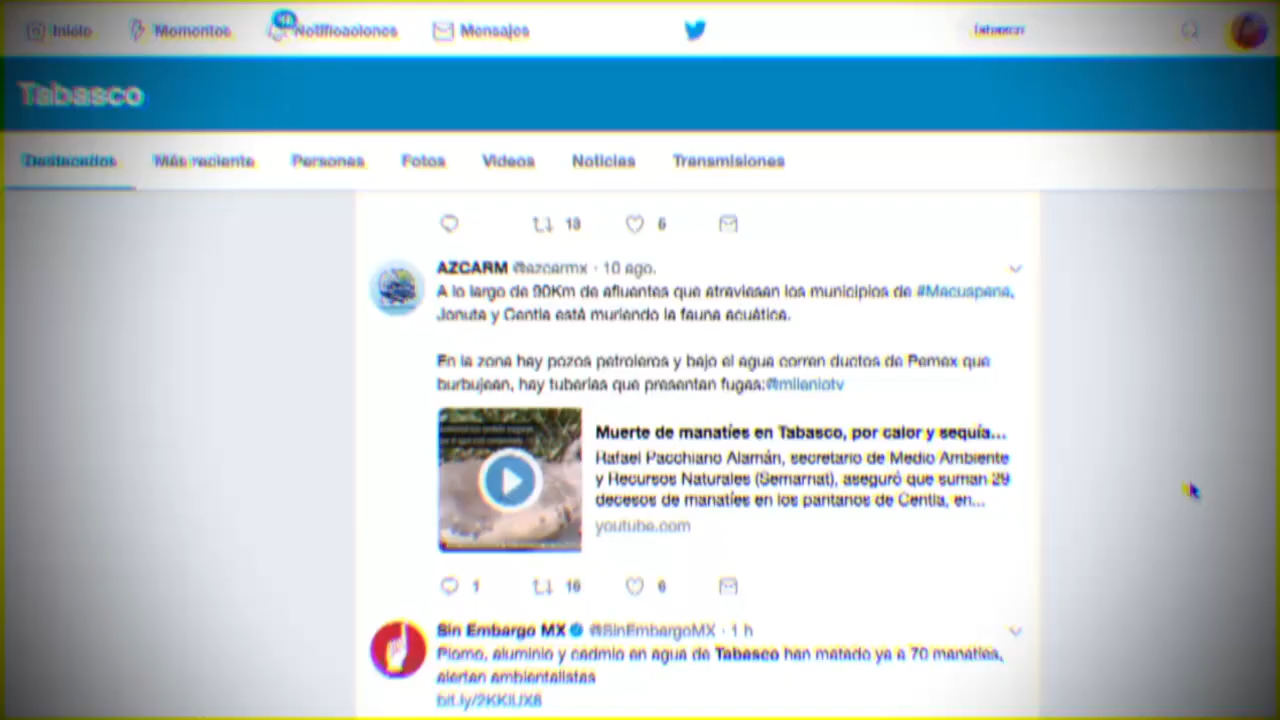 Inicio
Momentos
Notificaciones
Mensajes
tabasco
Tabasco
Destacados
Más reciente
Personas
Fotos
Videos
Noticias
Transmisiones
13
6
AZCARM @azcarmx · 10 ago.
A lo largo de 90Km de afluentes que atraviesan los municipios de #Macuspana,
Jonuta y Centla está muriendo la fauna acuática.
En la zona hay pozos petroleros y bajo el agua corren ductos de Pemex que
burbujean, hay tuberías que presentan fugas:@mileniotv
Muerte de manatíes en Tabasco, por calor y sequía...
Rafael Pacchiano Alamán, secretario de Medio Ambiente
y Recursos Naturales (Semarnat), aseguró que suman 29
decesos de manatíes en los pantanos de Centla, en...
youtube.com
1
16
6
Sin Embargo MX @SinEmbargoMX · 1 h
Plomo, aluminio y cadmio en agua de Tabasco han matado ya a 70 manatíes,
alertan ambientalistas